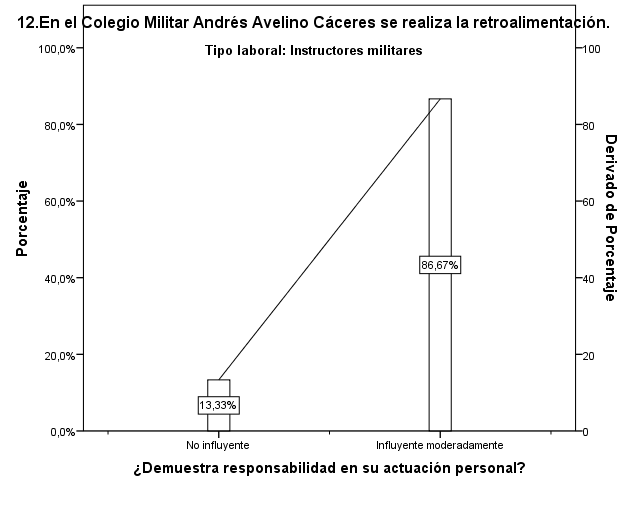 12.En el Colegio Militar Andrés Avelino Cáceres se realiza la retroalimentación.
Tipo laboral: Instructores militares
100,0%
80,0%
60,0%
40,0%
20,0%
0,0%
Porcentaje
100
80
60
40
20
0
Derivado de Porcentaje
13,33%
86,67%
No influyente
Influyente moderadamente
¿Demuestra responsabilidad en su actuación personal?